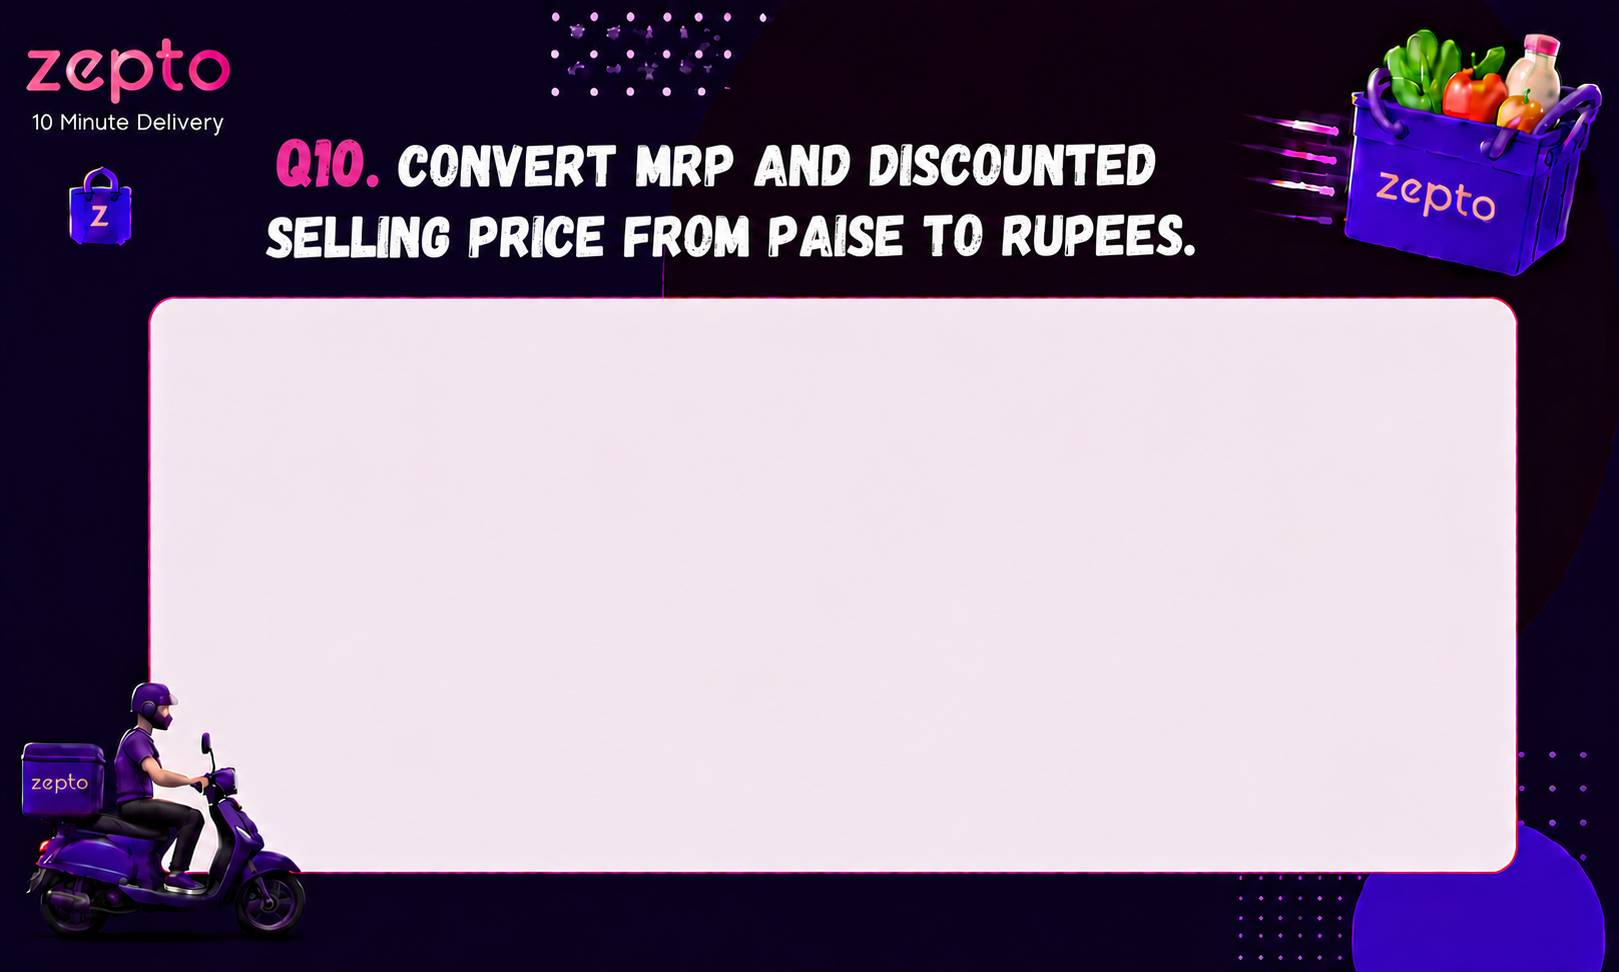 zepto
10 Minute Delivery
Z
Q10. CONVERT MRP AND DISCOUNTED
SELLING PRICE FROM PAISE TO RUPEES.
zepto
zepto